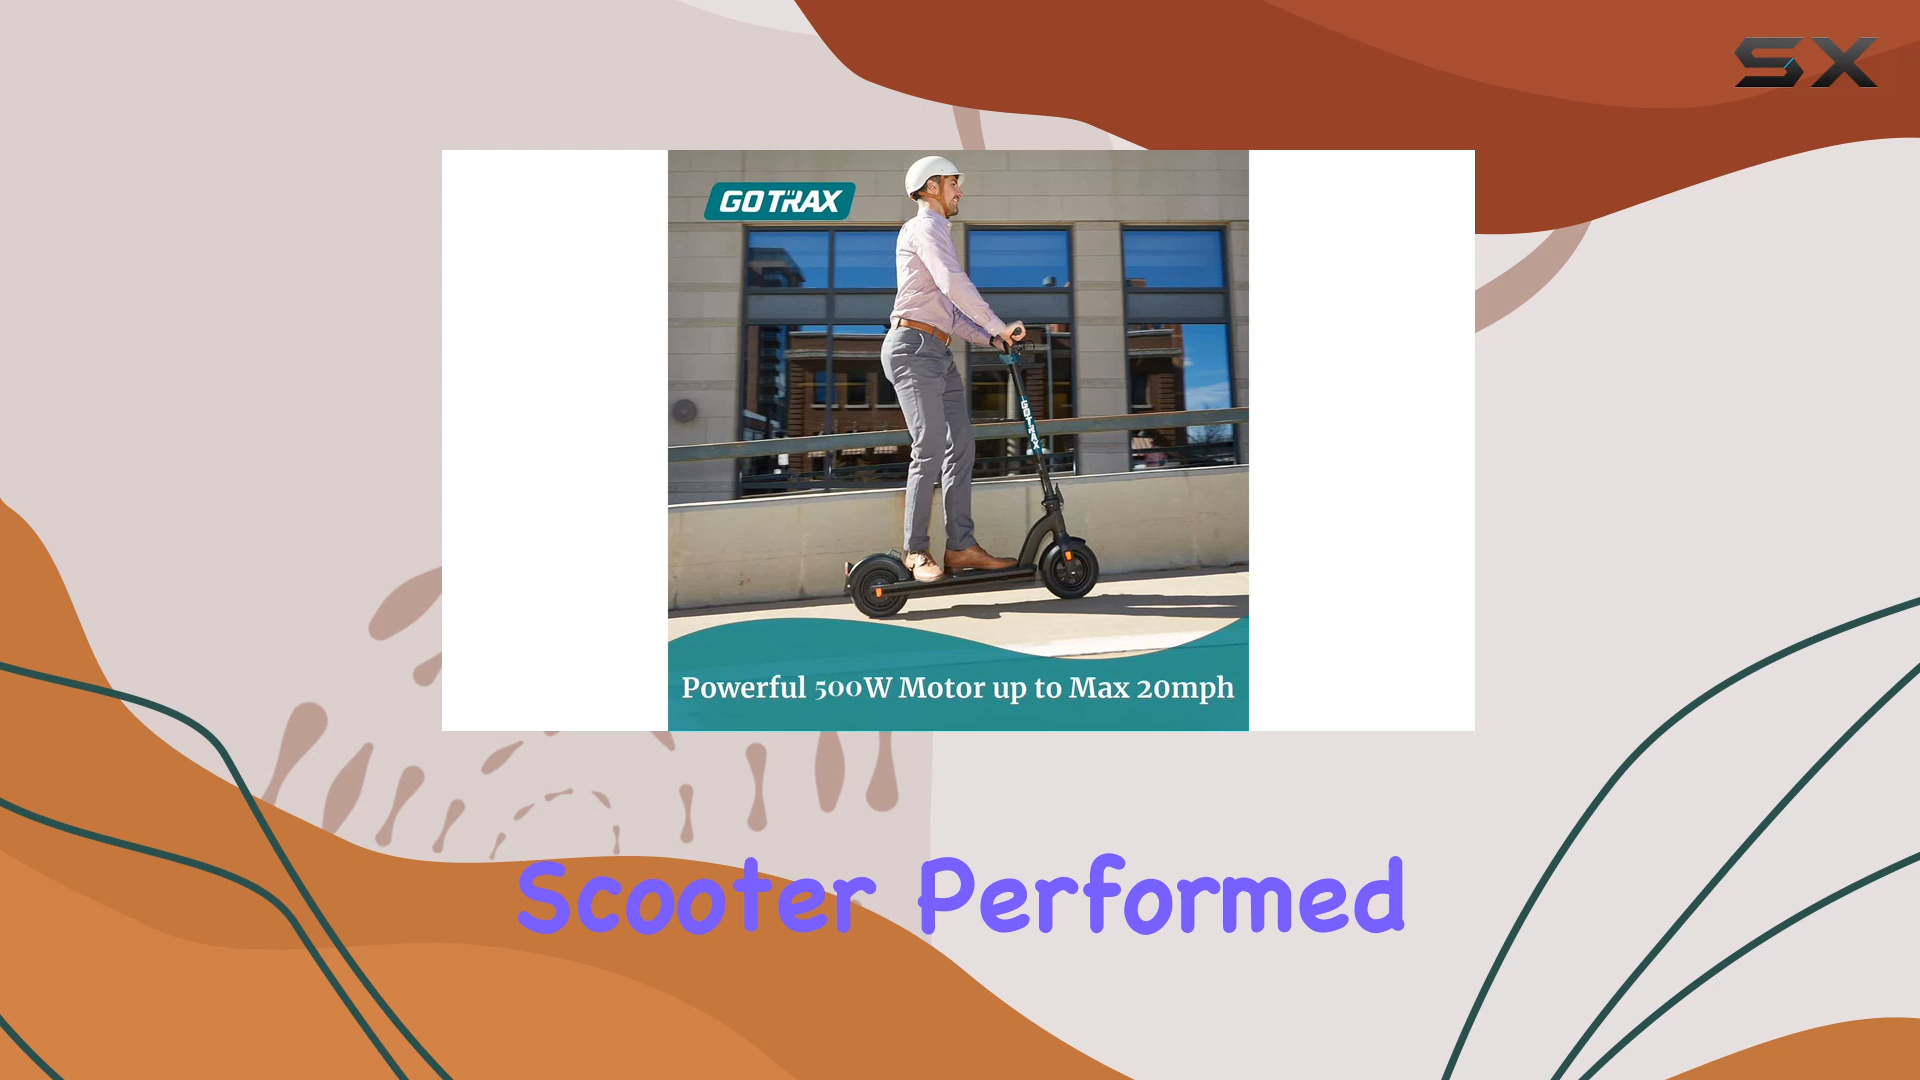 SX
GOTRAX
GOTRAX
Powerful 500W Motor up to Max 20mph
Scooter Performed